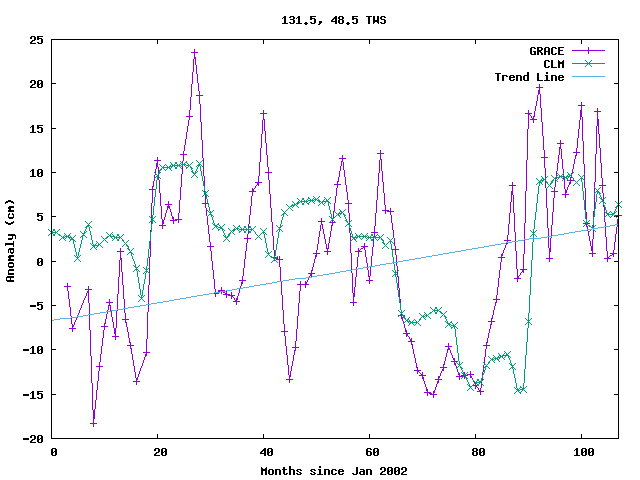 131.5, 48.5 TWS
GRACE
CLM
Trend Line
25
20
15
10
5
0
-5
-10
-15
-20
Anomaly (cm)
0 20 40 60 80 100
Months since Jan 2002